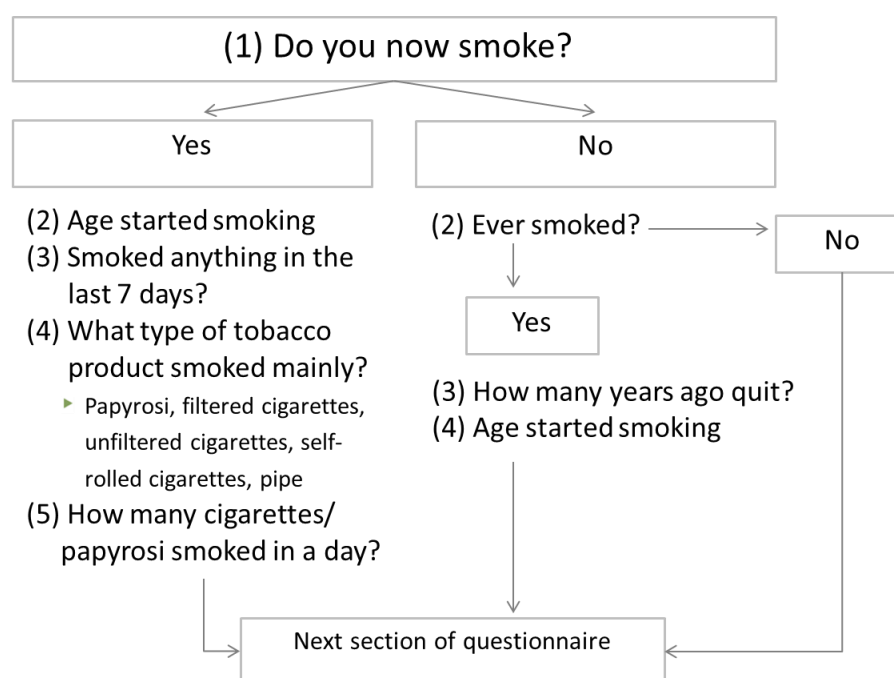 (1) Do you now smoke?
Yes
No
(2) Age started smoking
(3) Smoked anything in the
last 7 days?
(4) What type of tobacco
product smoked mainly?
Papyrosi, filtered cigarettes,
unfiltered cigarettes, self-
rolled cigarettes, pipe
(5) How many cigarettes/
papyrosi smoked in a day?
(2) Ever smoked?
No
Yes
(3) How many years ago quit?
(4) Age started smoking
Next section of questionnaire